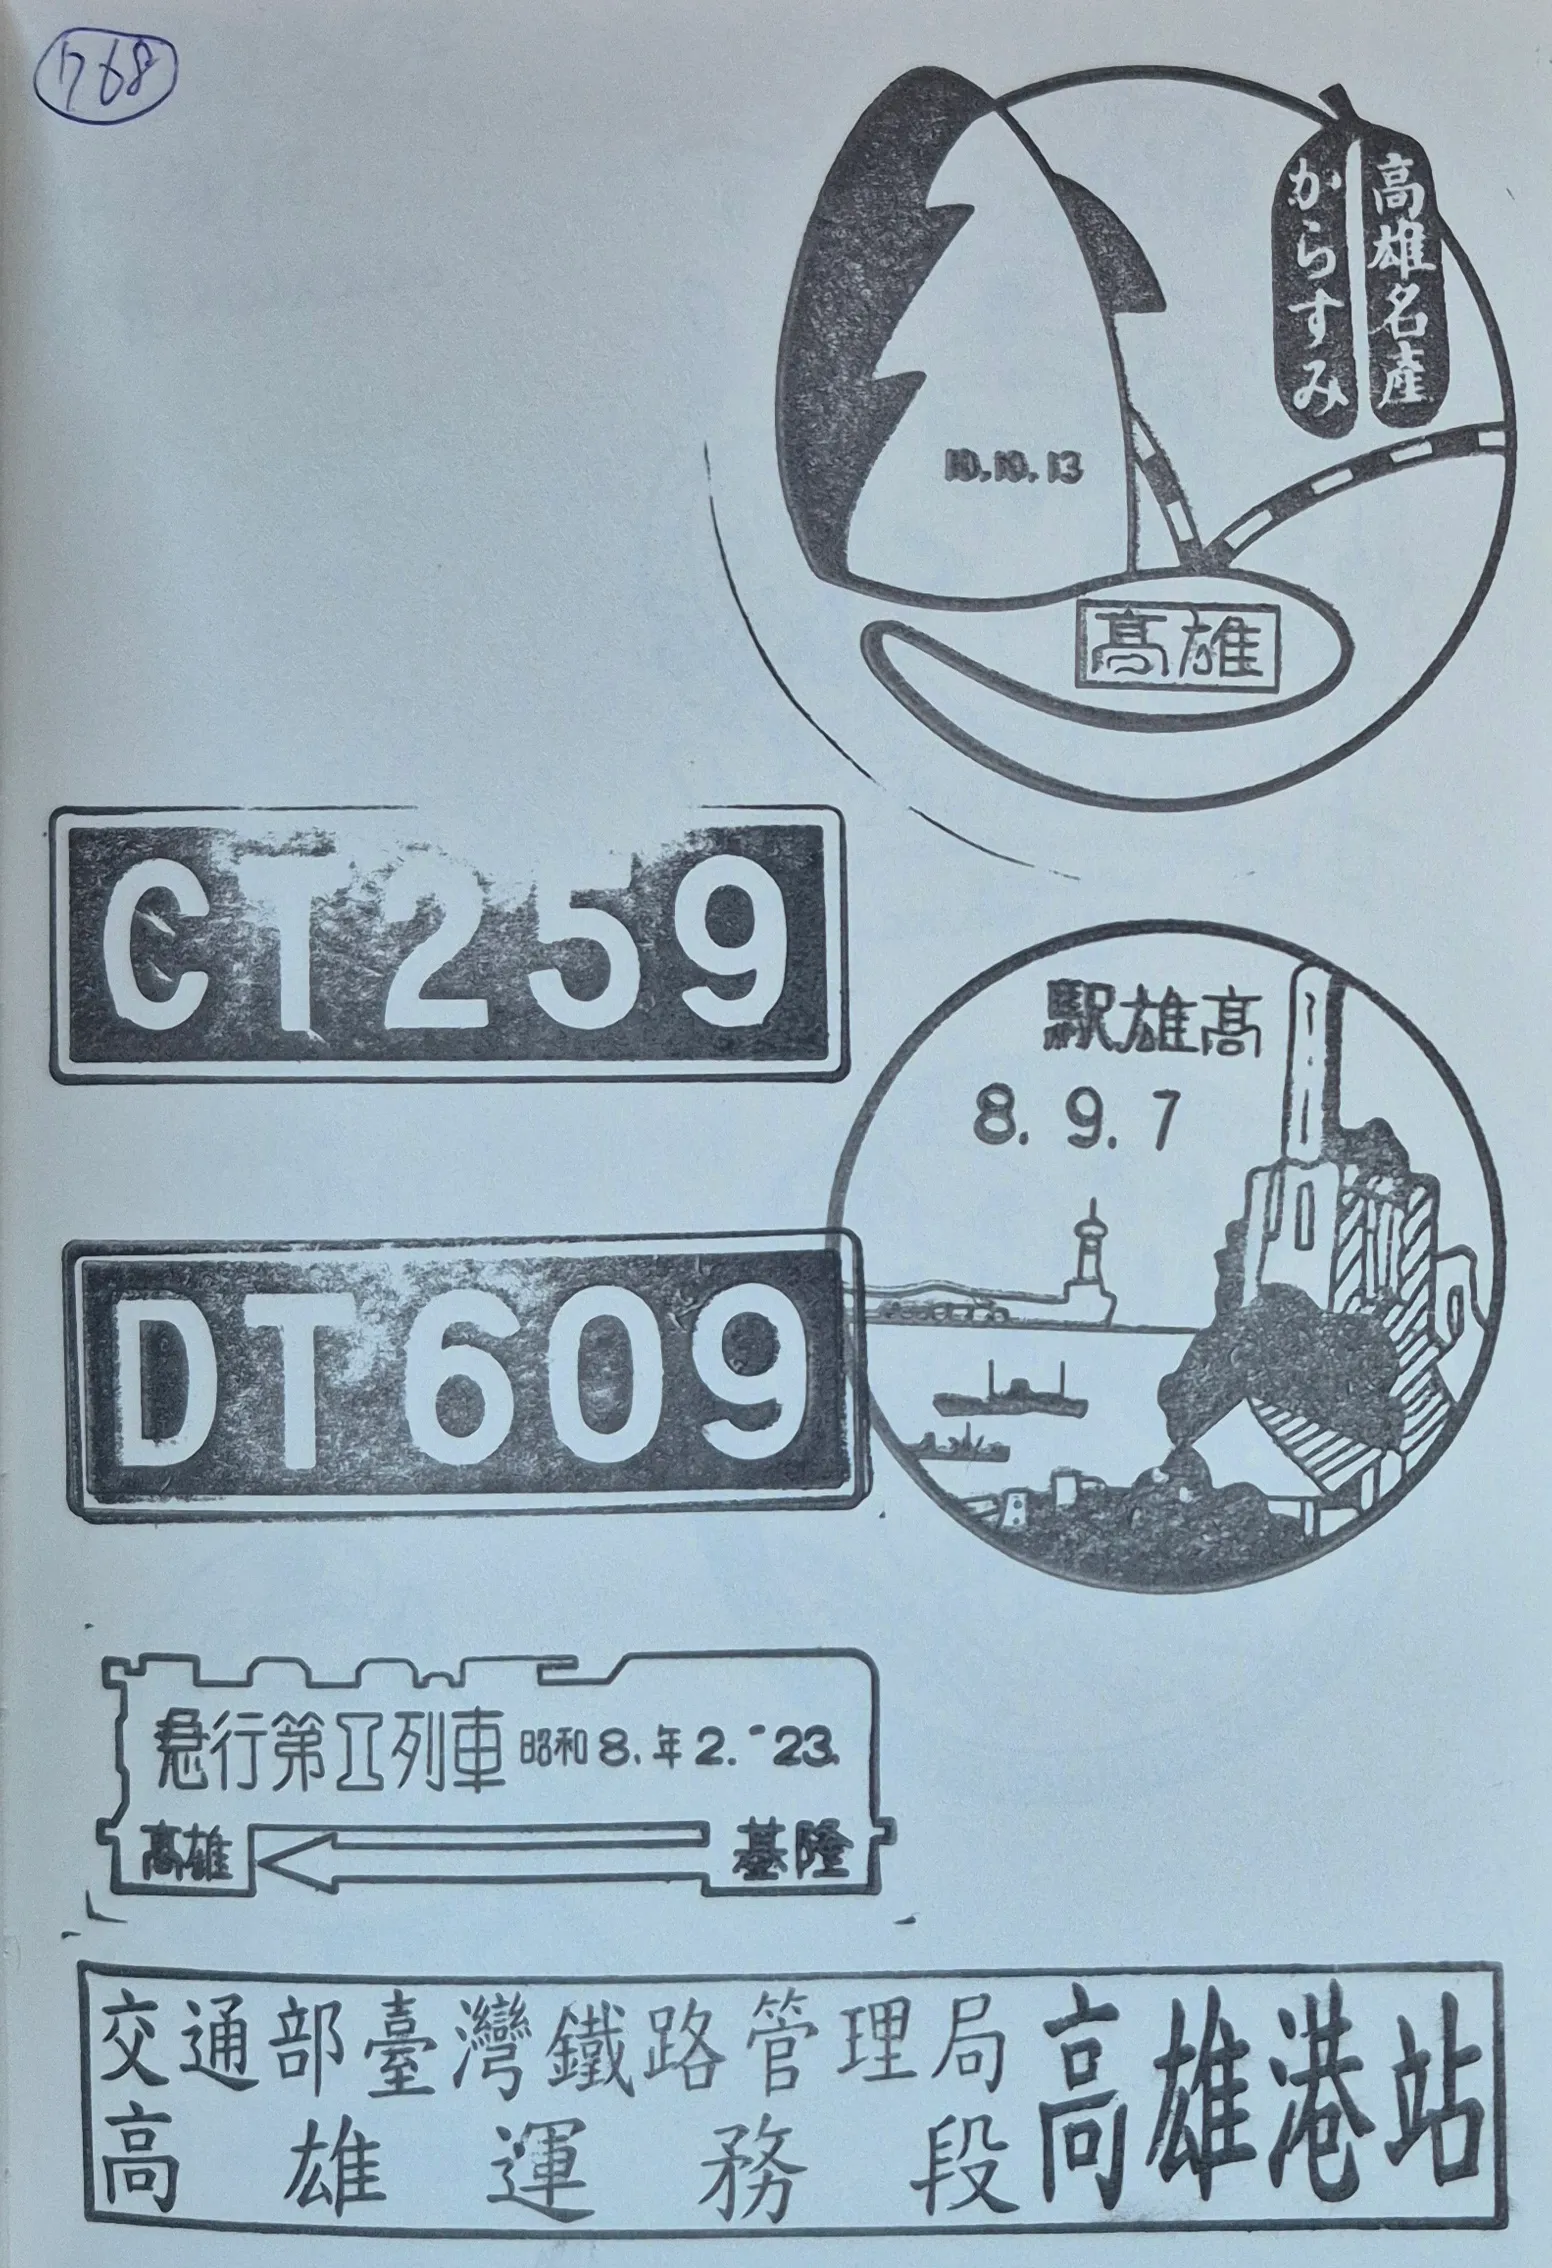 768
高雄名産
からすみ
10.10.13
高雄
CT259
駅雄高
8.9.7
DT609
急行第工列車 昭和8.年2.-23.
高雄 基隆
交通部臺灣鐵路管理局
高雄運務段
高雄港站